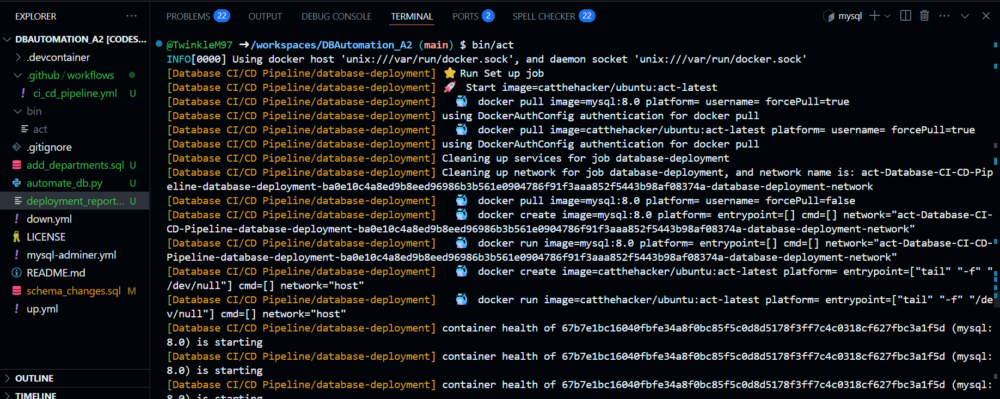 EXPLORER
DBAUTOMATION_A2 [CODES...
.devcontainer
.github / workflows
ci_cd_pipeline.yml U
bin
act
.gitignore
add_departments.sql U
automate_db.py U
deployment_report... U
down.yml
LICENSE
mysql-adminer.yml
README.md
schema_changes.sql M
up.yml
OUTLINE
TIMELINE
PROBLEMS 22 OUTPUT DEBUG CONSOLE TERMINAL PORTS 2 SPELL CHECKER 22
mysql
@TwinkleM97 ➜/workspaces/DBAutomation_A2 (main) $ bin/act
INFO[0000] Using docker host 'unix:///var/run/docker.sock', and daemon socket 'unix:///var/run/docker.sock'
[Database CI/CD Pipeline/database-deployment] ⭐ Run Set up job
[Database CI/CD Pipeline/database-deployment] 🚀 Start image=catthehacker/ubuntu:act-latest
[Database CI/CD Pipeline/database-deployment] 🐳 docker pull image=mysql:8.0 platform= username= forcePull=true
[Database CI/CD Pipeline/database-deployment] using DockerAuthConfig authentication for docker pull
[Database CI/CD Pipeline/database-deployment] 🐳 docker pull image=catthehacker/ubuntu:act-latest platform= username= forcePull=true
[Database CI/CD Pipeline/database-deployment] using DockerAuthConfig authentication for docker pull
[Database CI/CD Pipeline/database-deployment] Cleaning up services for job database-deployment
[Database CI/CD Pipeline/database-deployment] Cleaning up network for job database-deployment, and network name is: act-Database-CI-CD-Pip
eline-database-deployment-ba0e10c4a8ed9b8eed96986b3b561e0904786f91f3aaa852f5443b98af08374a-database-deployment-network
[Database CI/CD Pipeline/database-deployment] 🐳 docker pull image=mysql:8.0 platform= username= forcePull=false
[Database CI/CD Pipeline/database-deployment] 🐳 docker create image=mysql:8.0 platform= entrypoint=[] cmd=[] network="act-Database-CI-
CD-Pipeline-database-deployment-ba0e10c4a8ed9b8eed96986b3b561e0904786f91f3aaa852f5443b98af08374a-database-deployment-network"
[Database CI/CD Pipeline/database-deployment] 🐳 docker run image=mysql:8.0 platform= entrypoint=[] cmd=[] network="act-Database-CI-CD-
Pipeline-database-deployment-ba0e10c4a8ed9b8eed96986b3b561e0904786f91f3aaa852f5443b98af08374a-database-deployment-network"
[Database CI/CD Pipeline/database-deployment] 🐳 docker create image=catthehacker/ubuntu:act-latest platform= entrypoint=["tail" "-f" "
/dev/null"] cmd=[] network="host"
[Database CI/CD Pipeline/database-deployment] 🐳 docker run image=catthehacker/ubuntu:act-latest platform= entrypoint=["tail" "-f" "/de
v/null"] cmd=[] network="host"
[Database CI/CD Pipeline/database-deployment] container health of 67b7e1bc16040fbfe34a8f0bc85f5c0d8d5178f3ff7c4c0318cf627fbc3a1f5d (mysql:
8.0) is starting
[Database CI/CD Pipeline/database-deployment] container health of 67b7e1bc16040fbfe34a8f0bc85f5c0d8d5178f3ff7c4c0318cf627fbc3a1f5d (mysql:
8.0) is starting
[Database CI/CD Pipeline/database-deployment] container health of 67b7e1bc16040fbfe34a8f0bc85f5c0d8d5178f3ff7c4c0318cf627fbc3a1f5d (mysql:
8.0) is starting